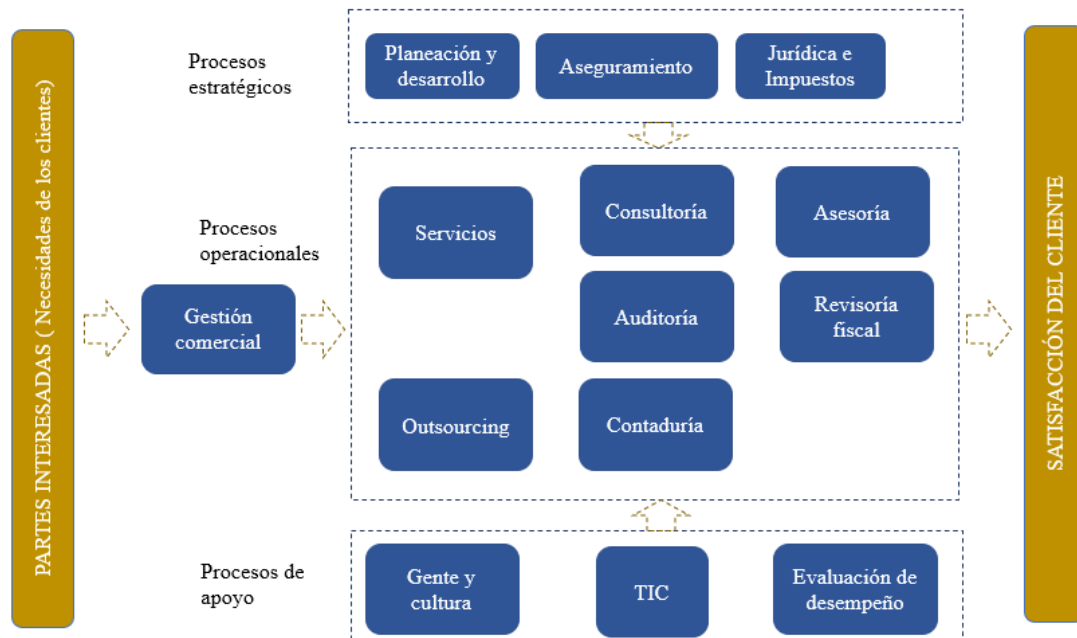 PARTES INTERESADAS ( Necesidades de los clientes)
Procesos
estratégicos
Planeación y
desarrollo
Aseguramiento
Jurídica e
Impuestos
Procesos
operacionales
Gestión
comercial
Servicios
Consultoría
Asesoría
Auditoría
Revisoría
fiscal
Outsourcing
Contaduría
Procesos de
apoyo
Gente y
cultura
TIC
Evaluación de
desempeño
SATISFACCIÓN DEL CLIENTE